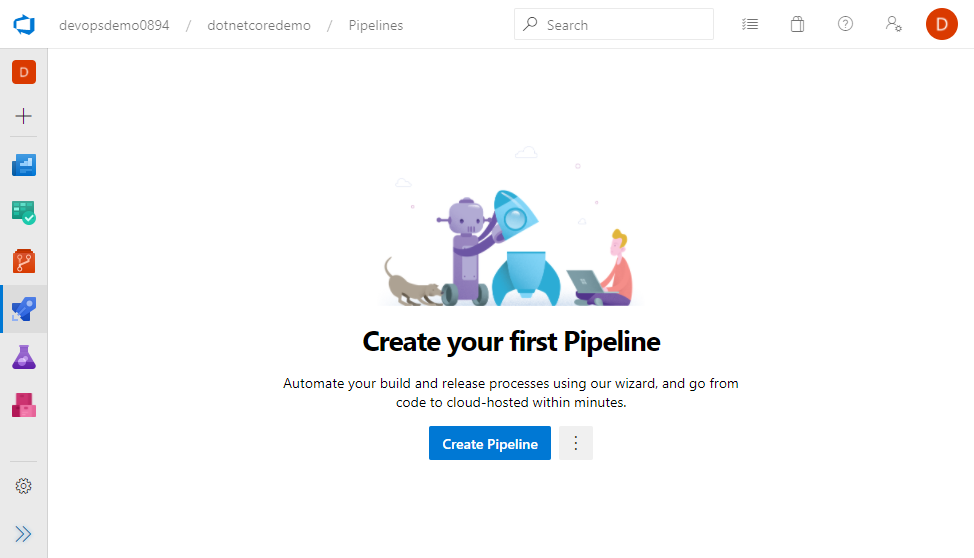 devopsdemo0894 / dotnetcoredemo / Pipelines
Search
D
D
Create your first Pipeline
Automate your build and release processes using our wizard, and go from
code to cloud-hosted within minutes.
Create Pipeline